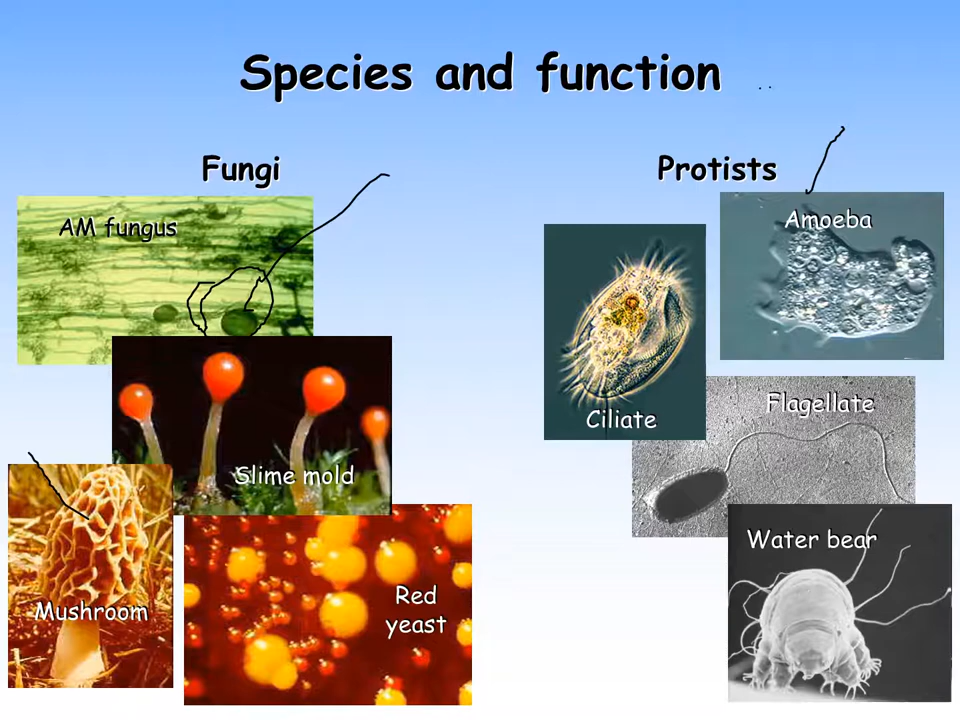 Species and function
Fungi
Protists
AM fungus
Amoeba
Ciliate
Flagellate
Slime mold
Water bear
Mushroom
Red
yeast